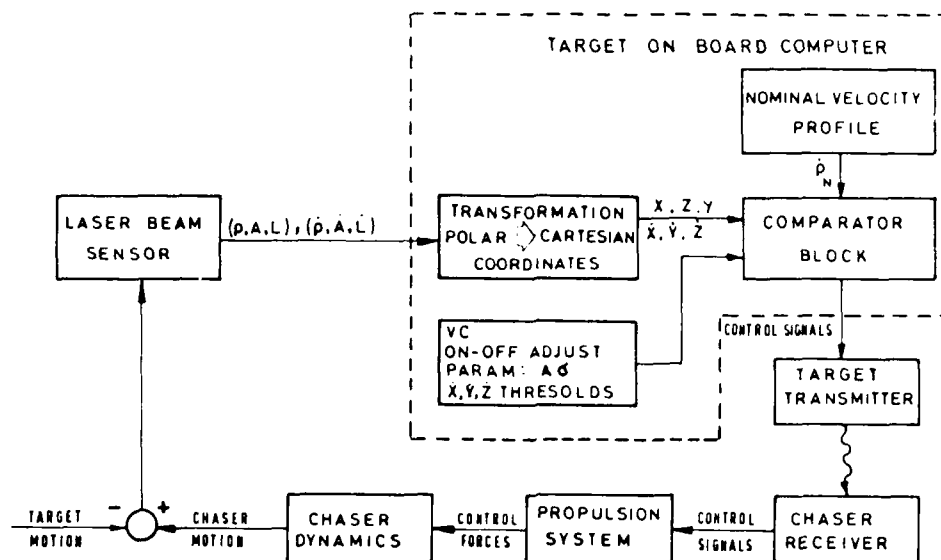 TARGET ON BOARD COMPUTER
NOMINAL VELOCITY
PROFILE
ṗ_N
LASER BEAM
SENSOR
(ρ,A,L),(ρ̇,Ȧ,L̇)
TRANSFORMATION
POLAR ⇨ CARTESIAN
COORDINATES
X, Z, Y
Ẋ, Ẏ, Ż
COMPARATOR
BLOCK
VC
ON-OFF ADJUST
PARAM: A σ
Ẋ,Ẏ,Ż THRESOLDS
CONTROL SIGNALS
TARGET
TRANSMITTER
TARGET
MOTION
-
+
CHASER
MOTION
CHASER
DYNAMICS
CONTROL
FORCES
PROPULSION
SYSTEM
CONTROL
SIGNALS
CHASER
RECEIVER